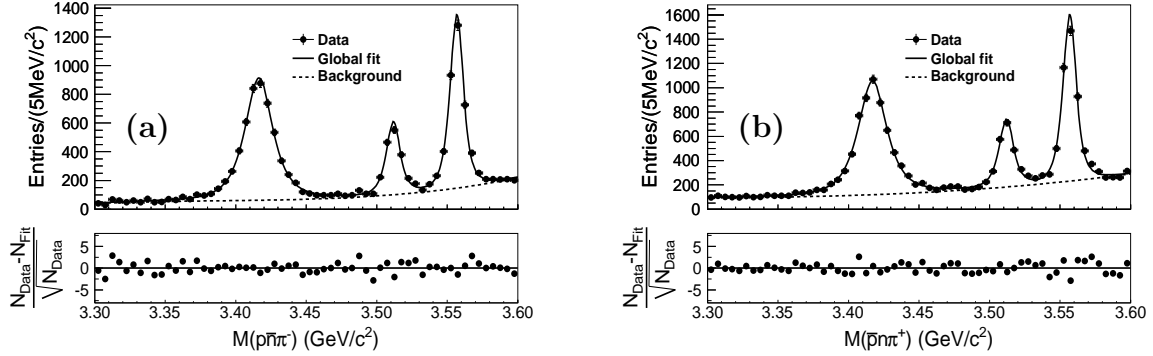 1400
1200
1000
800
600
400
200
0
Entries/(5MeV/c²)
(a)
Data
Global fit
Background
5
0
-5
N_Data-N_Fit
√N_Data
3.30 3.35 3.40 3.45 3.50 3.55 3.60
M(pn̄π⁻) (GeV/c²)
1600
1400
1200
1000
800
600
400
200
0
Entries/(5MeV/c²)
(b)
Data
Global fit
Background
5
0
-5
N_Data-N_Fit
√N_Data
3.30 3.35 3.40 3.45 3.50 3.55 3.60
M(p̄nπ⁺) (GeV/c²)